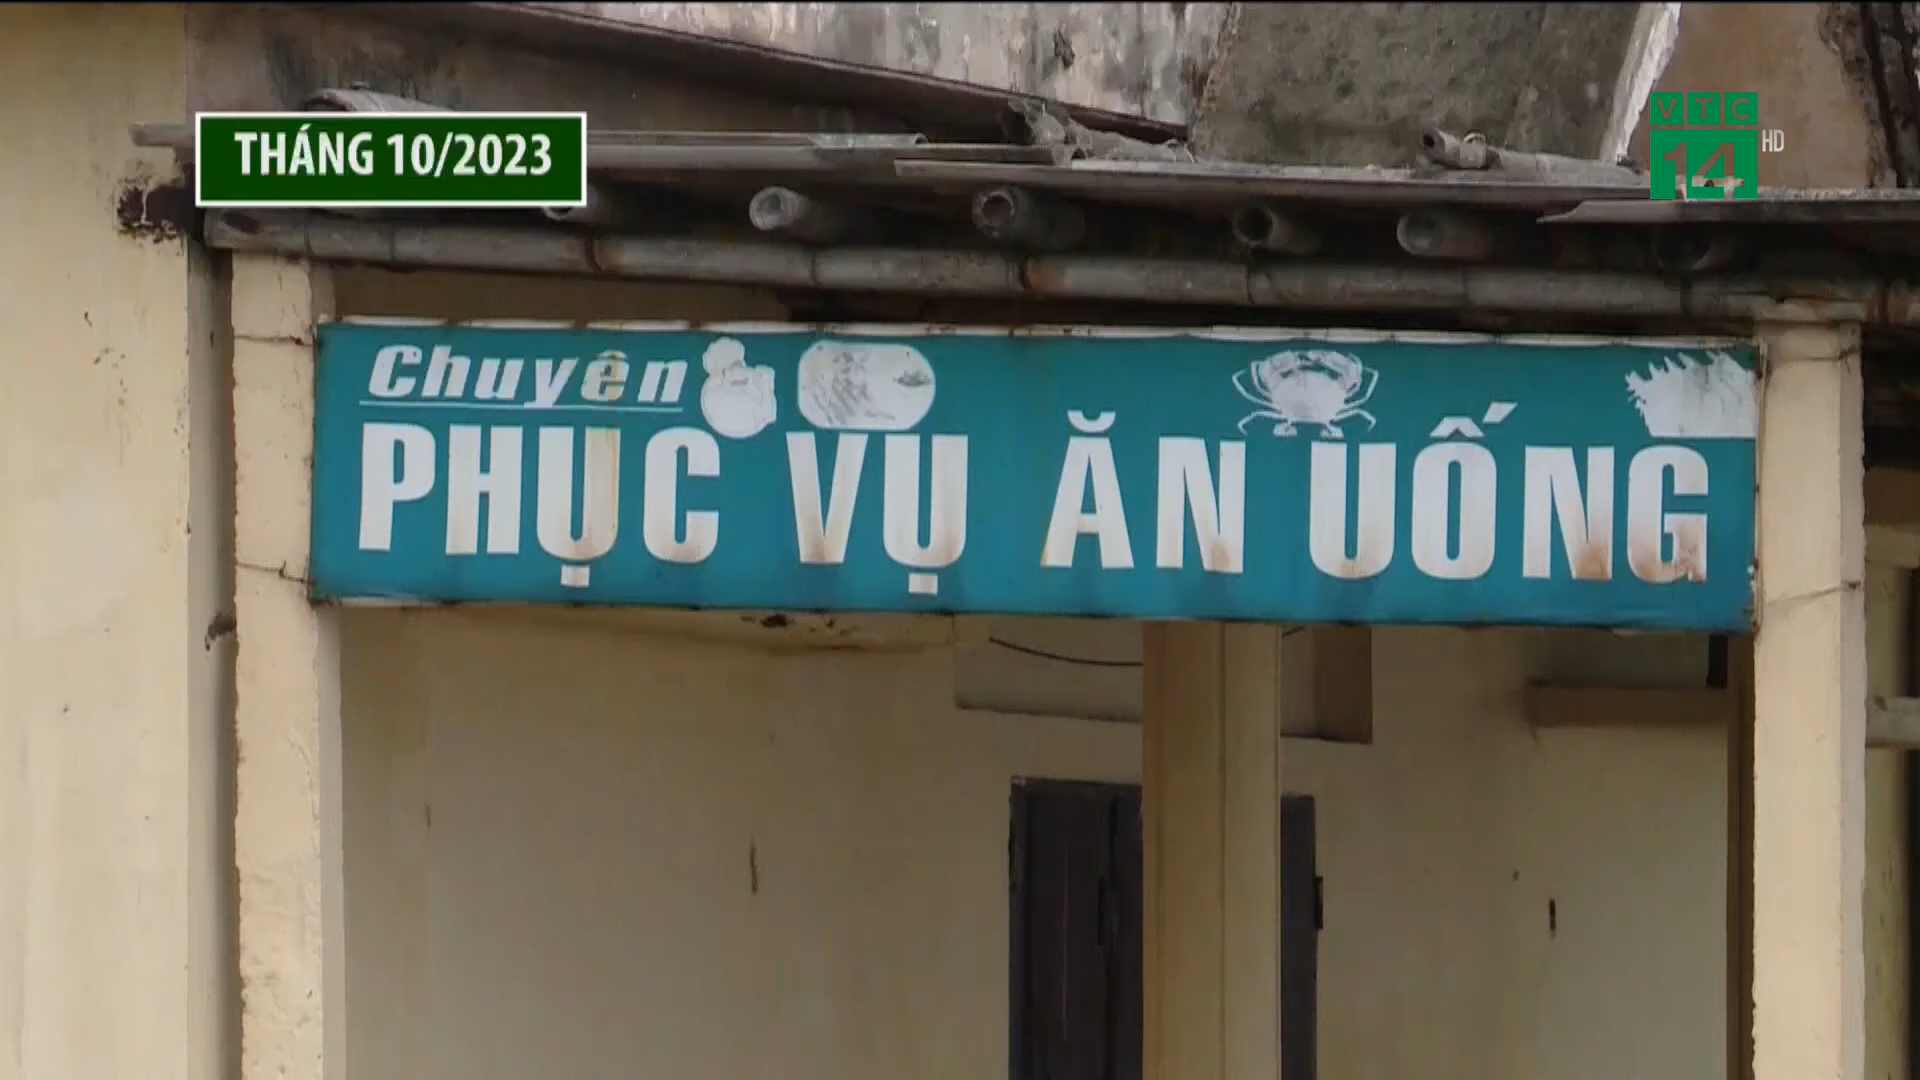 THÁNG 10/2023
VTC
14 HD
Chuyên
PHỤC VỤ ĂN UỐNG